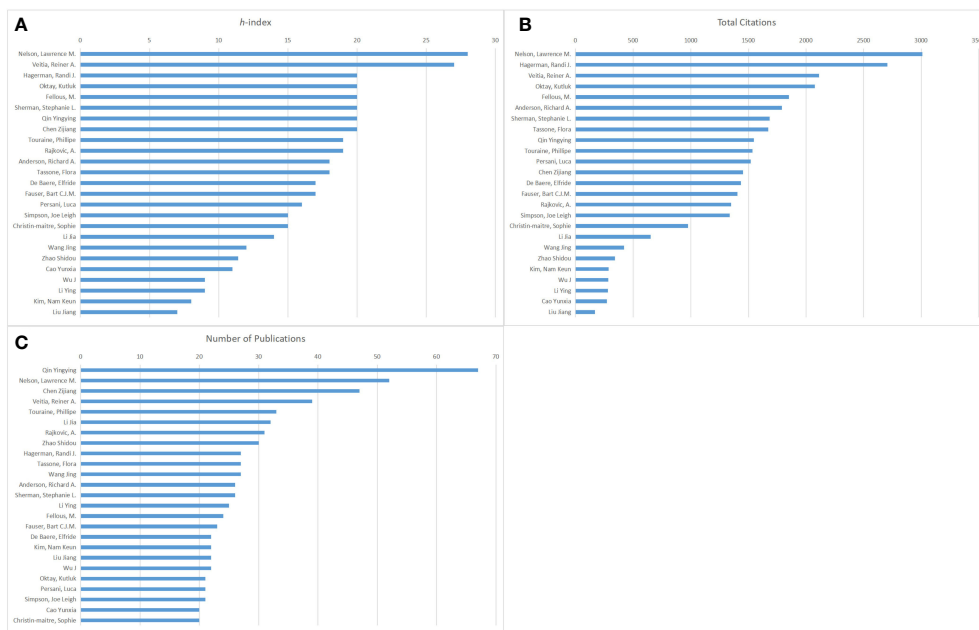 A
h-index
0 5 10 15 20 25 30
Nelson, Lawrence M.
Veitia, Reiner A.
Hagerman, Randi J.
Oktay, Kutluk
Fellous, M.
Sherman, Stephanie L.
Qin Yingying
Chen Zijiang
Touraine, Phillipe
Rajkovic, A.
Anderson, Richard A.
Tassone, Flora
De Baere, Elfride
Fauser, Bart C.J.M.
Persani, Luca
Simpson, Joe Leigh
Christin-maitre, Sophie
Li Jia
Wang Jing
Zhao Shidou
Cao Yunxia
Wu J
Li Ying
Kim, Nam Keun
Liu Jiang
B
Total Citations
0 500 1000 1500 2000 2500 3000 350
Nelson, Lawrence M.
Hagerman, Randi J.
Veitia, Reiner A.
Oktay, Kutluk
Fellous, M.
Anderson, Richard A.
Sherman, Stephanie L.
Tassone, Flora
Qin Yingying
Touraine, Phillipe
Persani, Luca
Chen Zijiang
De Baere, Elfride
Fauser, Bart C.J.M.
Rajkovic, A.
Simpson, Joe Leigh
Christin-maitre, Sophie
Li Jia
Wang Jing
Zhao Shidou
Kim, Nam Keun
Wu J
Li Ying
Cao Yunxia
Liu Jiang
C
Number of Publications
0 10 20 30 40 50 60 70
Qin Yingying
Nelson, Lawrence M.
Chen Zijiang
Veitia, Reiner A.
Touraine, Phillipe
Li Jia
Rajkovic, A.
Zhao Shidou
Hagerman, Randi J.
Tassone, Flora
Wang Jing
Anderson, Richard A.
Sherman, Stephanie L.
Li Ying
Fellous, M.
Fauser, Bart C.J.M.
De Baere, Elfride
Kim, Nam Keun
Liu Jiang
Wu J
Oktay, Kutluk
Persani, Luca
Simpson, Joe Leigh
Cao Yunxia
Christin-maitre, Sophie